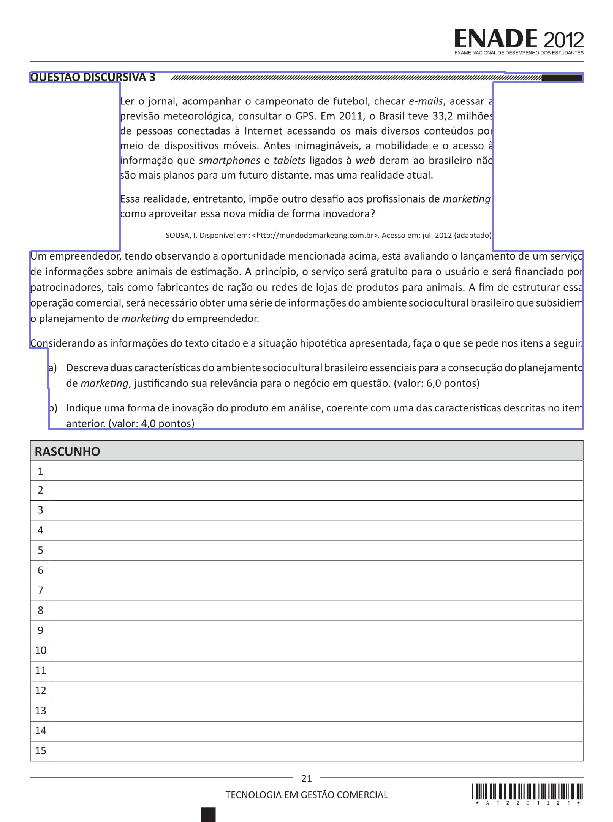 ENADE 2012
EXAME NACIONAL DE DESEMPENHO DOS ESTUDANTES
QUESTÃO DISCURSIVA 3
Ler o jornal, acompanhar o campeonato de futebol, checar e-mails, acessar a
previsão meteorológica, consultar o GPS. Em 2011, o Brasil teve 33,2 milhões
de pessoas conectadas à Internet acessando os mais diversos conteúdos por
meio de dispositivos móveis. Antes inimagináveis, a mobilidade e o acesso à
informação que smartphones e tablets ligados à web deram ao brasileiro não
são mais planos para um futuro distante, mas uma realidade atual.
Essa realidade, entretanto, impõe outro desafio aos profissionais de marketing:
como aproveitar essa nova mídia de forma inovadora?
SOUSA, I. Disponível em: <http://mundodomarketing.com.br>. Acesso em: jul. 2012 (adaptado)
Um empreendedor, tendo observando a oportunidade mencionada acima, está avaliando o lançamento de um serviço
de informações sobre animais de estimação. A princípio, o serviço será gratuito para o usuário e será financiado por
patrocinadores, tais como fabricantes de ração ou redes de lojas de produtos para animais. A fim de estruturar essa
operação comercial, será necessário obter uma série de informações do ambiente sociocultural brasileiro que subsidiem
o planejamento de marketing do empreendedor.
Considerando as informações do texto citado e a situação hipotética apresentada, faça o que se pede nos itens a seguir.
a) Descreva duas características do ambiente sociocultural brasileiro essenciais para a consecução do planejamento
de marketing, justificando sua relevância para o negócio em questão. (valor: 6,0 pontos)
b) Indique uma forma de inovação do produto em análise, coerente com uma das características descritas no item
anterior. (valor: 4,0 pontos)
RASCUNHO
1
2
3
4
5
6
7
8
9
10
11
12
13
14
15
21
TECNOLOGIA EM GESTÃO COMERCIAL
* A 1 2 2 0 1 2 2 1 *